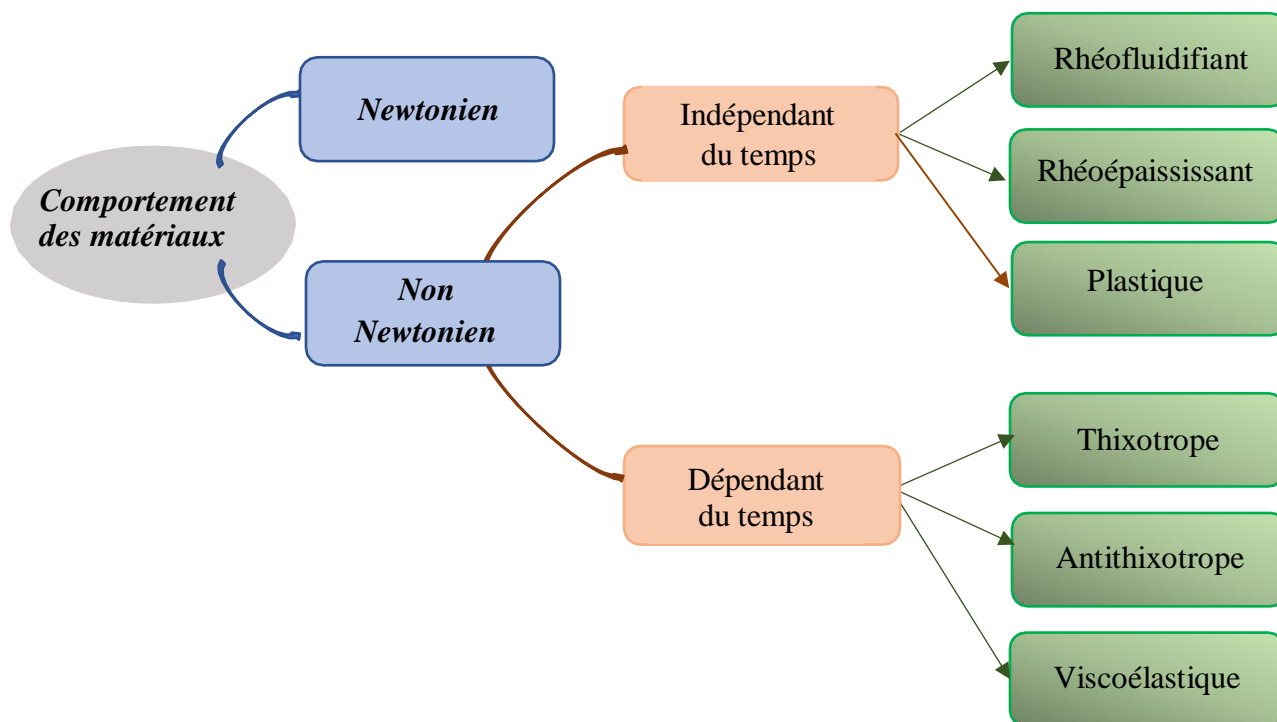 Comportement
des matériaux
Newtonien
Non
Newtonien
Indépendant
du temps
Rhéofluidifiant
Rhéoépaississant
Plastique
Dépendant
du temps
Thixotrope
Antithixotrope
Viscoélastique